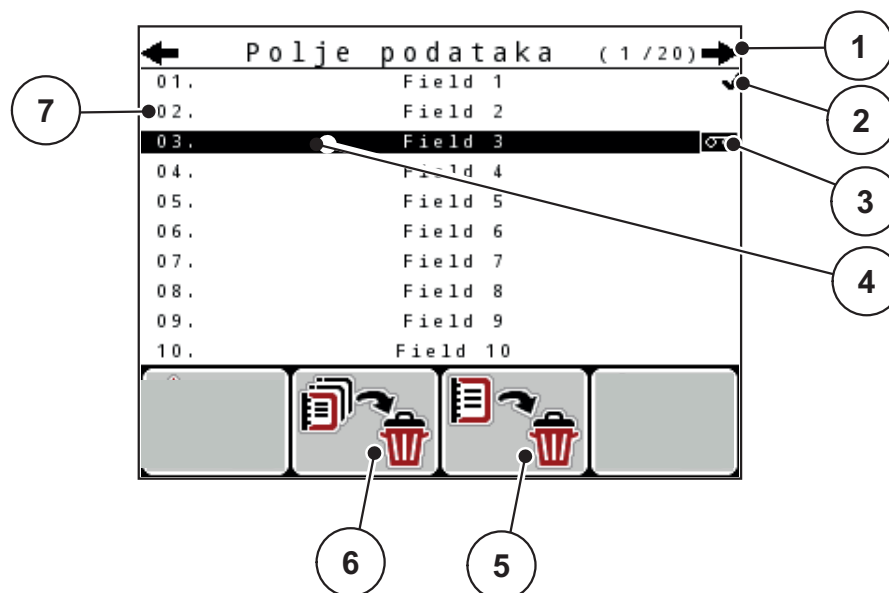 Polje podataka (1/20)
01. Field 1
02. Field 2
03. Field 3
04. Field 4
05. Field 5
06. Field 6
07. Field 7
08. Field 8
09. Field 9
10. Field 10
1
2
3
4
5
6
7